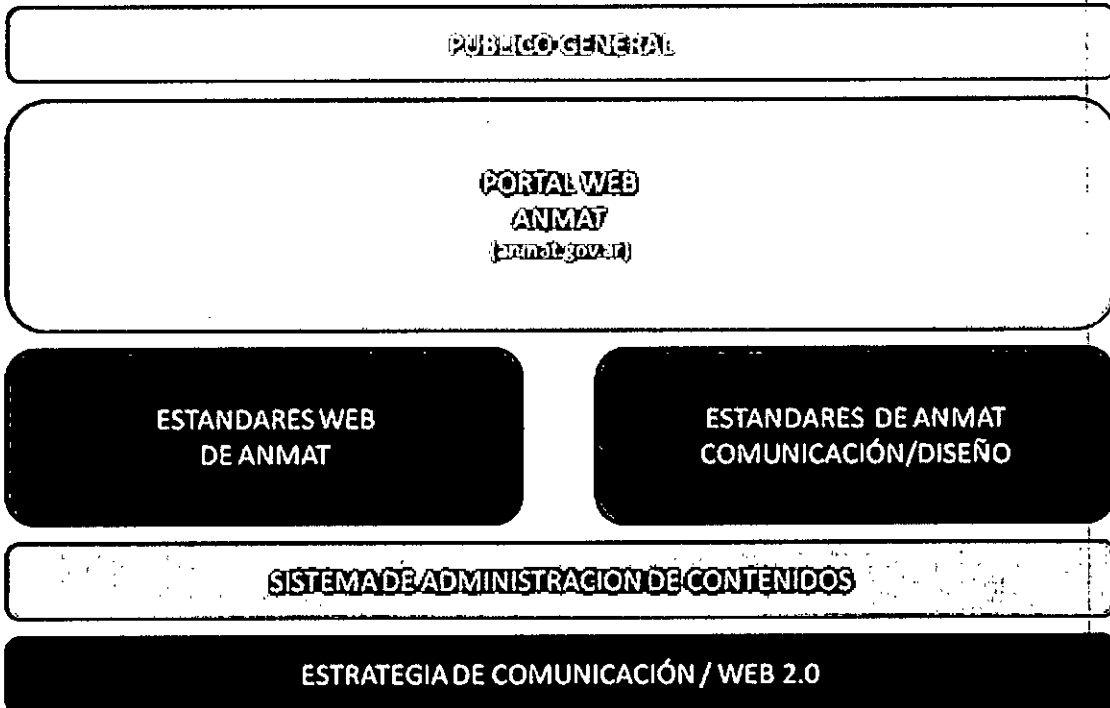 PUBLICO GENERAL
PORTAL WEB
ANMAT
(anmat.gov.ar)
ESTANDARES WEB
DE ANMAT
ESTANDARES DE ANMAT
COMUNICACIÓN/DISEÑO
SISTEMA DE ADMINISTRACION DE CONTENIDOS
ESTRATEGIA DE COMUNICACIÓN / WEB 2.0